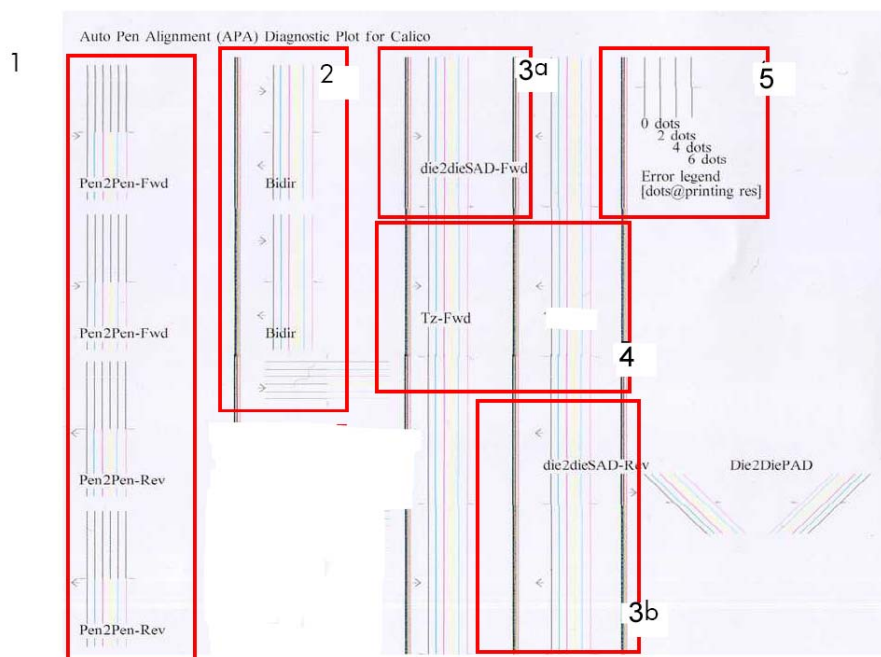 Auto Pen Alignment (APA) Diagnostic Plot for Calico
1
2
3a
5
0 dots
2 dots
4 dots
6 dots
Error legend
[dots@printing res]
Pen2Pen-Fwd
Bidir
die2dieSAD-Fwd
Pen2Pen-Fwd
Bidir
Tz-Fwd
4
Pen2Pen-Rev
die2dieSAD-Rev
Die2DiePAD
3b
Pen2Pen-Rev